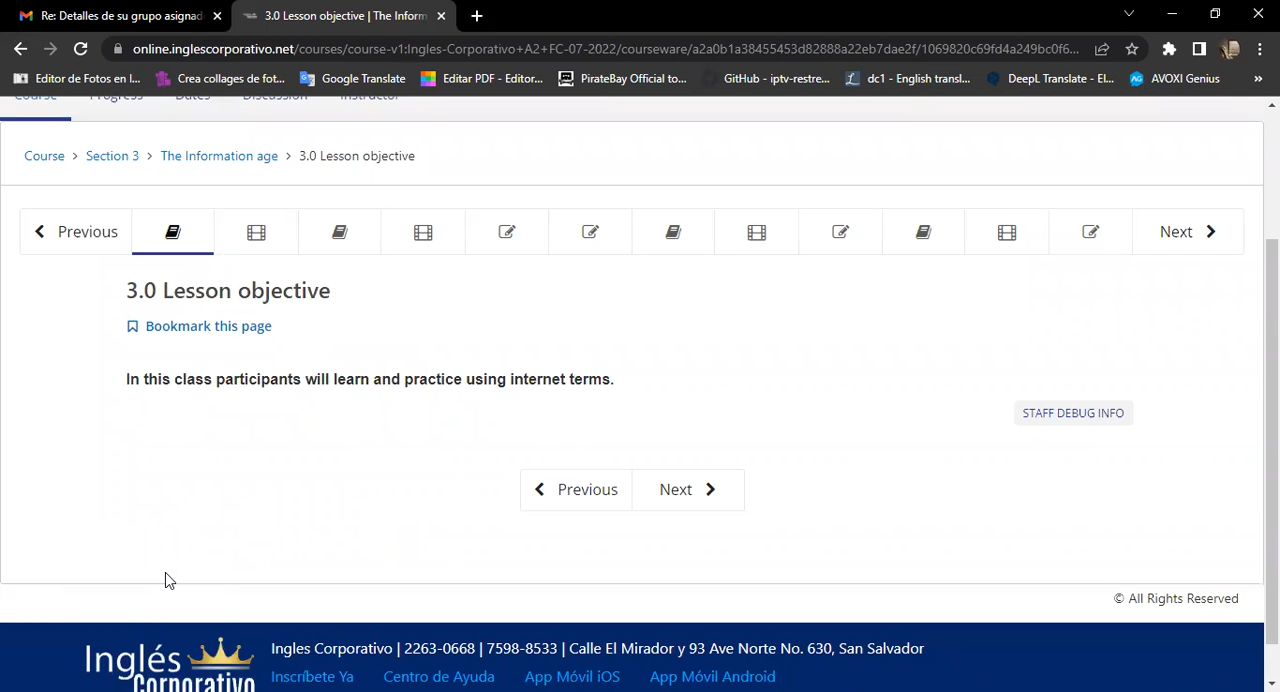 Re: Detalles de su grupo asignad
3.0 Lesson objective | The Inform
online.inglescorporativo.net/courses/course-v1:Ingles-Corporativo+A2+FC-07-2022/courseware/a2a0b1a38455453d82888a22eb7dae2f/1069820c69fd4a249bc0f6...
Editor de Fotos en l... Crea collages de fot... Google Translate Editar PDF - Editor... PirateBay Official to... GitHub - iptv-restre... dc1 - English transl... DeepL Translate - El... AVOXI Genius »
Course Progress Dates Discussion Instructor
Course > Section 3 > The Information age > 3.0 Lesson objective
Previous Next
3.0 Lesson objective
Bookmark this page
In this class participants will learn and practice using internet terms.
STAFF DEBUG INFO
Previous Next
© All Rights Reserved
Inglés Corporativo
Ingles Corporativo | 2263-0668 | 7598-8533 | Calle El Mirador y 93 Ave Norte No. 630, San Salvador
Inscríbete Ya Centro de Ayuda App Móvil iOS App Móvil Android